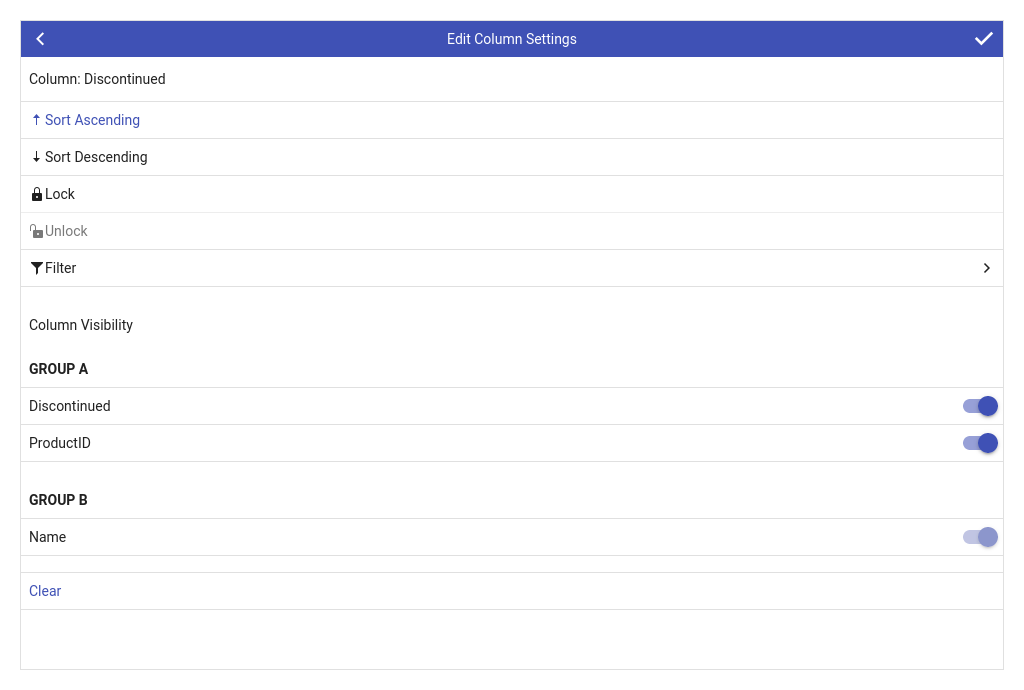 Edit Column Settings
Column: Discontinued
Sort Ascending
Sort Descending
Lock
Unlock
Filter
Column Visibility
GROUP A
Discontinued
ProductID
GROUP B
Name
Clear